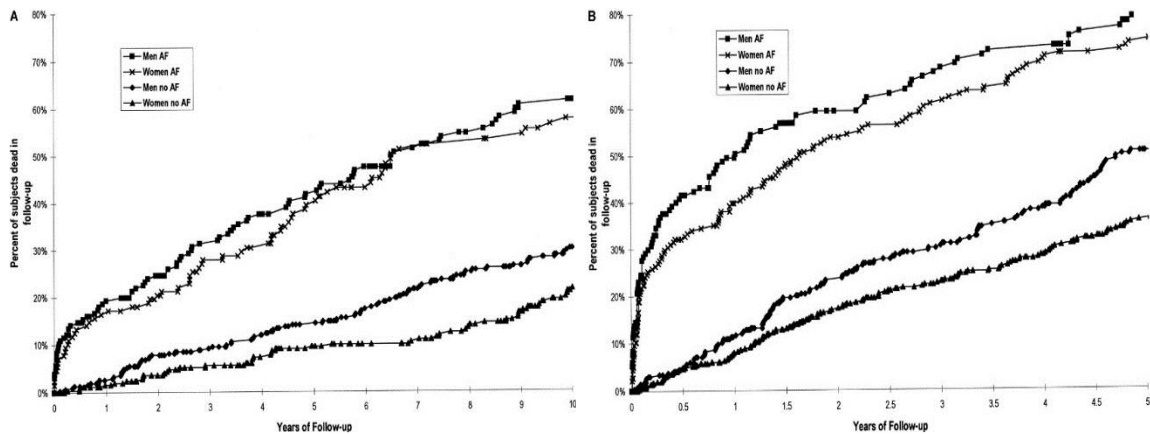 A
80%
70%
60%
50%
40%
30%
20%
10%
0%
Percent of subjects dead in
follow-up
Men AF
Women AF
Men no AF
Women no AF
0 1 2 3 4 5 6 7 8 9 10
Years of Follow-up
B
80%
70%
60%
50%
40%
30%
20%
10%
0%
Percent of subjects dead in
follow-up
Men AF
Women AF
Men no AF
Women no AF
0 0.5 1 1.5 2 2.5 3 3.5 4 4.5 5
Years of Follow-up